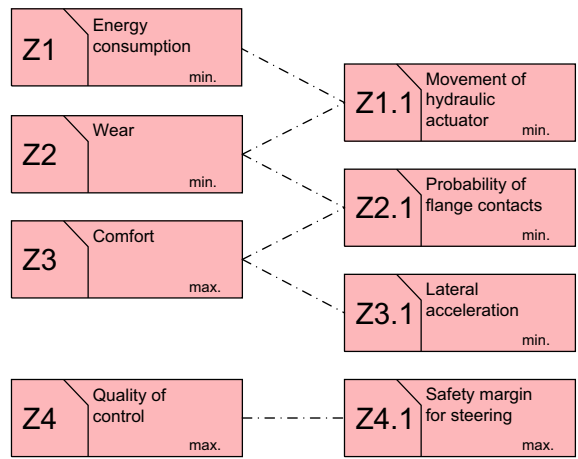 Z1
Energy
consumption
min.
Z2
Wear
min.
Z3
Comfort
max.
Z4
Quality of
control
max.
Z1.1
Movement of
hydraulic
actuator
min.
Z2.1
Probability of
flange contacts
min.
Z3.1
Lateral
acceleration
min.
Z4.1
Safety margin
for steering
max.